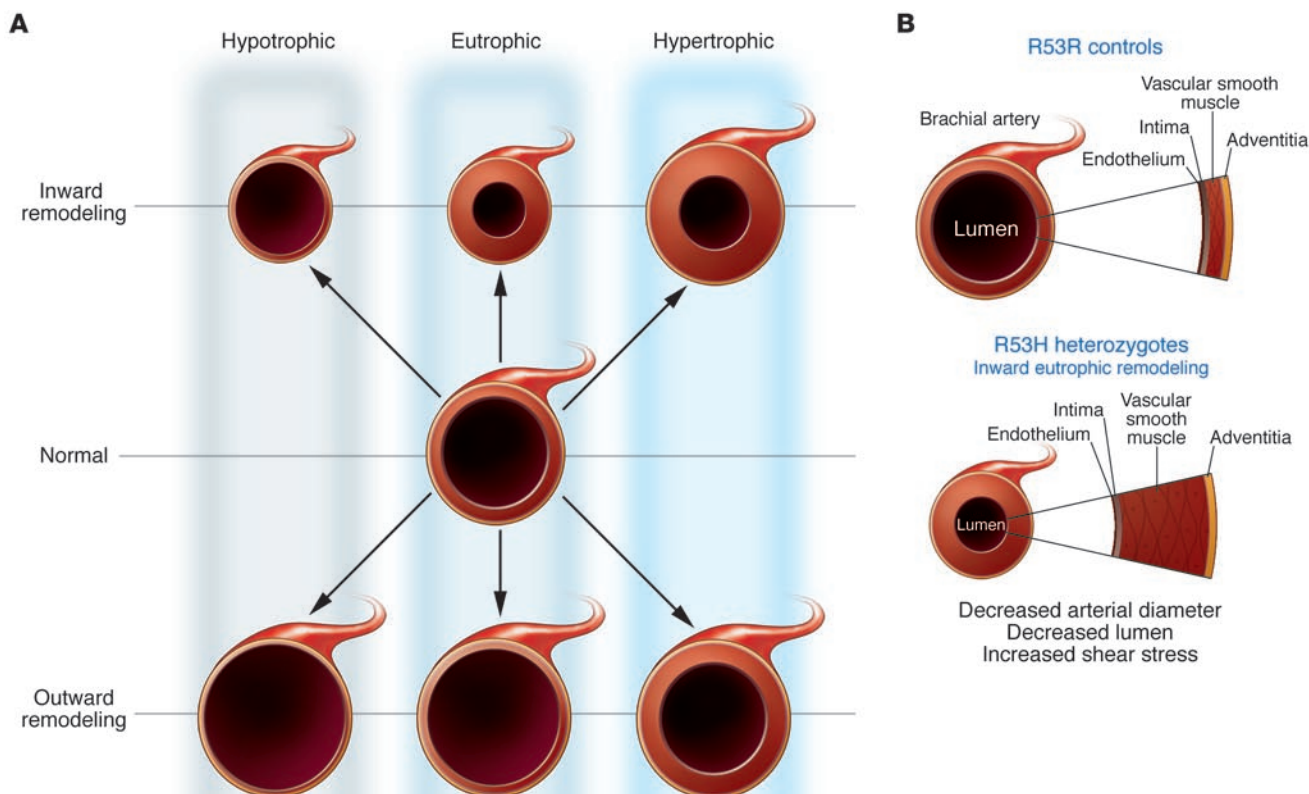 A
Hypotrophic
Eutrophic
Hypertrophic
Inward
remodeling
Normal
Outward
remodeling
B
R53R controls
Brachial artery
Vascular smooth
muscle
Intima
Adventitia
Endothelium
Lumen
R53H heterozygotes
Inward eutrophic remodeling
Intima
Vascular
smooth
muscle
Endothelium
Adventitia
Lumen
Decreased arterial diameter
Decreased lumen
Increased shear stress